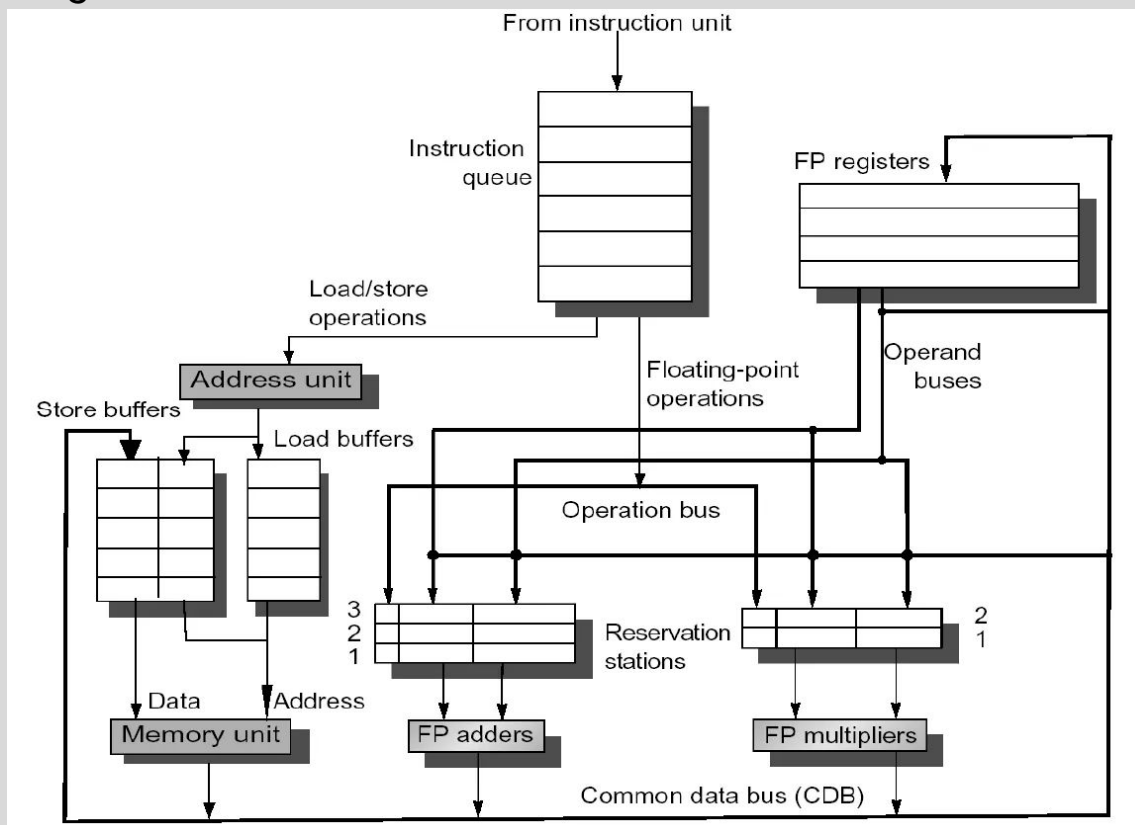 From instruction unit
Instruction
queue
FP registers
Load/store
operations
Operand
buses
Address unit
Floating-point
operations
Store buffers
Load buffers
Operation bus
3
2
1
Reservation
stations
2
1
Data
Address
Memory unit
FP adders
FP multipliers
Common data bus (CDB)